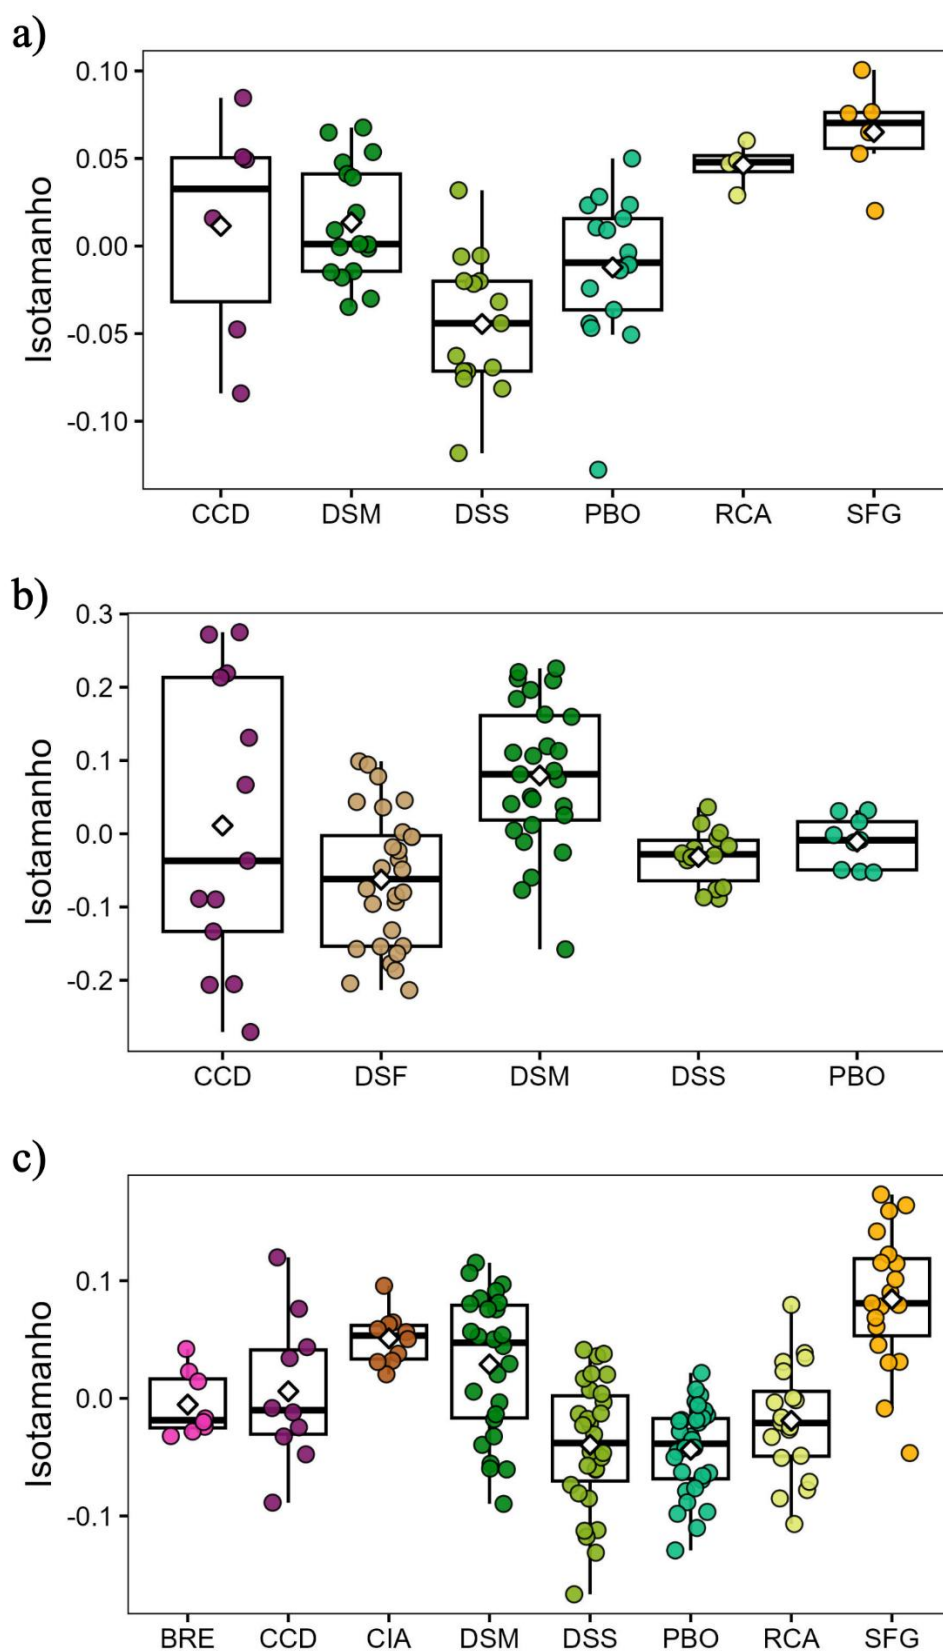 a)
Isotamanho
0.10
0.05
0.00
-0.05
-0.10
CCD DSM DSS PBO RCA SFG
b)
Isotamanho
0.3
0.2
0.1
0.0
-0.1
-0.2
CCD DSF DSM DSS PBO
c)
Isotamanho
0.1
0.0
-0.1
BRE CCD CIA DSM DSS PBO RCA SFG